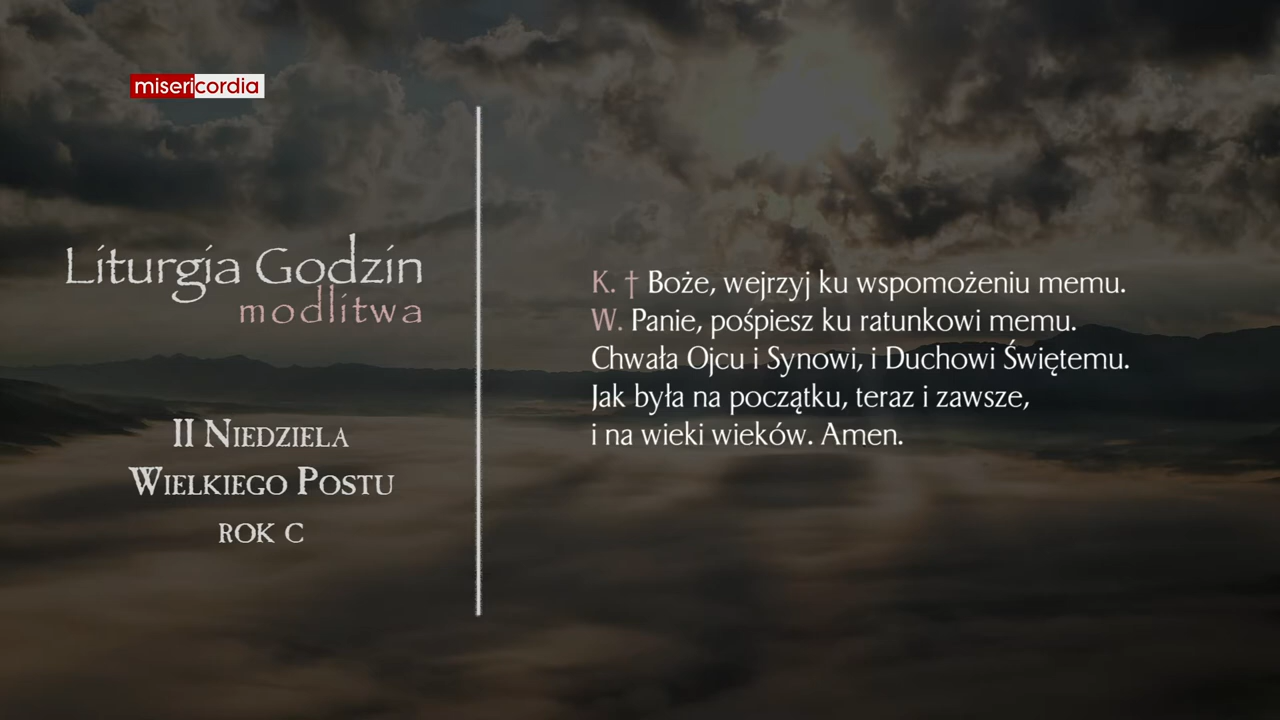 misericordia
Liturgia Godzin
modlitwa
II Niedziela
Wielkiego Postu
rok C
K. † Boże, wejrzyj ku wspomożeniu memu.
W. Panie, pośpiesz ku ratunkowi memu.
Chwała Ojcu i Synowi, i Duchowi Świętemu.
Jak była na początku, teraz i zawsze,
i na wieki wieków. Amen.